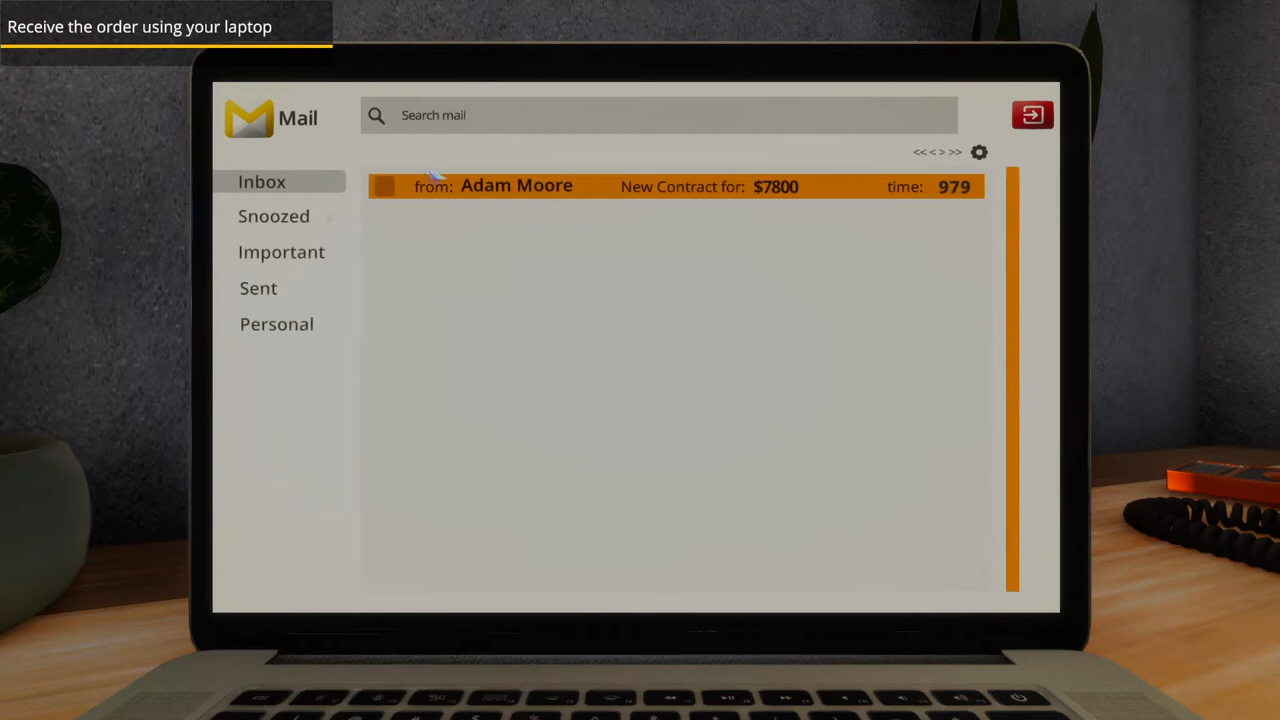 Receive the order using your laptop
Mail
Search mail
<<<>>>
Inbox
from: Adam Moore New Contract for: $7800 time: 979
Snoozed
Important
Sent
Personal
esc